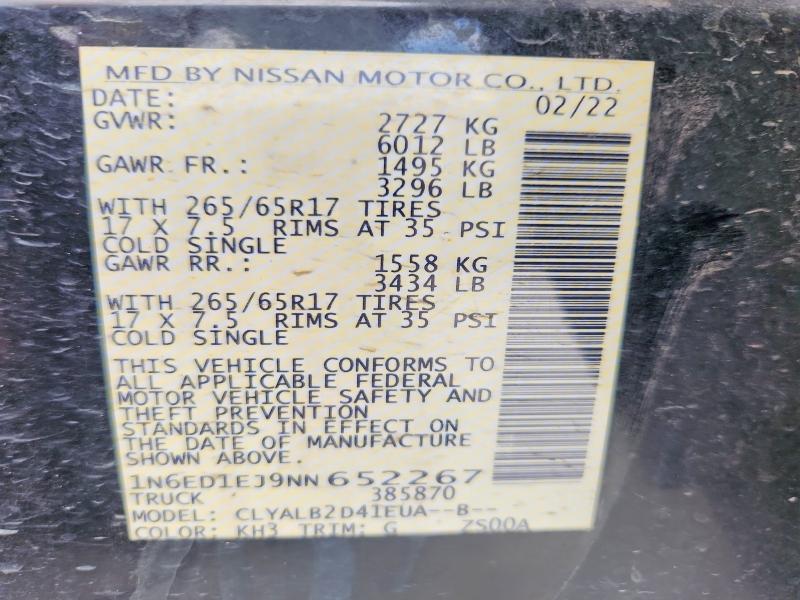 MFD BY NISSAN MOTOR CO., LTD.
DATE: 02/22
GVWR: 2727 KG
6012 LB
GAWR FR.: 1495 KG
3296 LB
WITH 265/65R17 TIRES
17 X 7.5 RIMS AT 35 PSI
COLD SINGLE
GAWR RR.: 1558 KG
3434 LB
WITH 265/65R17 TIRES
17 X 7.5 RIMS AT 35 PSI
COLD SINGLE
THIS VEHICLE CONFORMS TO
ALL APPLICABLE FEDERAL
MOTOR VEHICLE SAFETY AND
THEFT PREVENTION
STANDARDS IN EFFECT ON
THE DATE OF MANUFACTURE
SHOWN ABOVE.
1N6ED1EJ9NN652267
TRUCK 385870
MODEL: CLYALB2D4IEUA--B--
COLOR: KH3 TRIM: G ZS00A